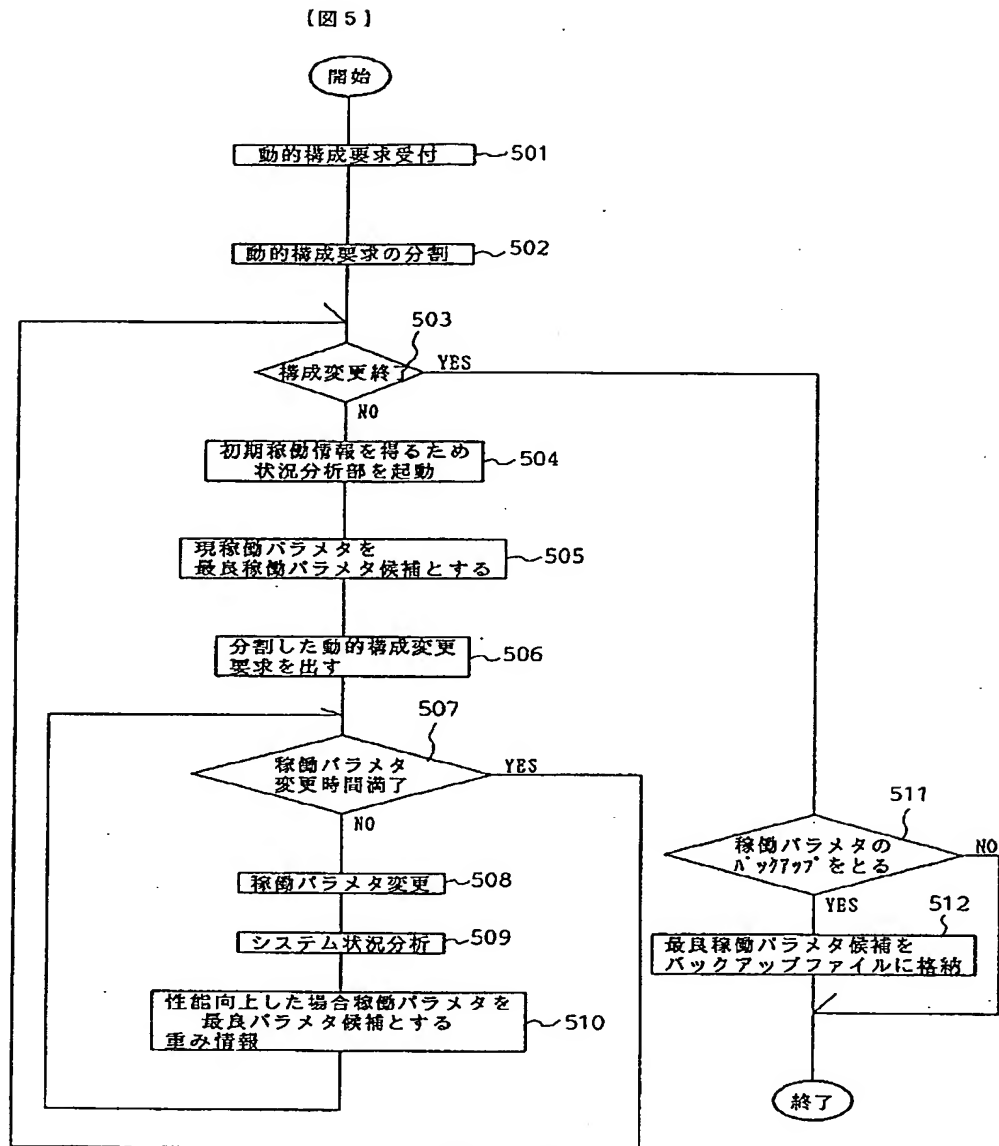 【図5】
開始
動的構成要求受付
501
動的構成要求の分割
502
503
構成変更終了
YES
NO
初期稼働情報を得るため
状況分析部を起動
504
現稼働パラメタを
最良稼働パラメタ候補とする
505
分割した動的構成変更
要求を出す
506
507
稼働パラメタ
変更時間満了
YES
NO
稼働パラメタ変更
508
システム状況分析
509
性能向上した場合稼働パラメタを
最良パラメタ候補とする
重み情報
510
511
稼働パラメタの
バックアップをとる
NO
YES
512
最良稼働パラメタ候補を
バックアップファイルに格納
終了